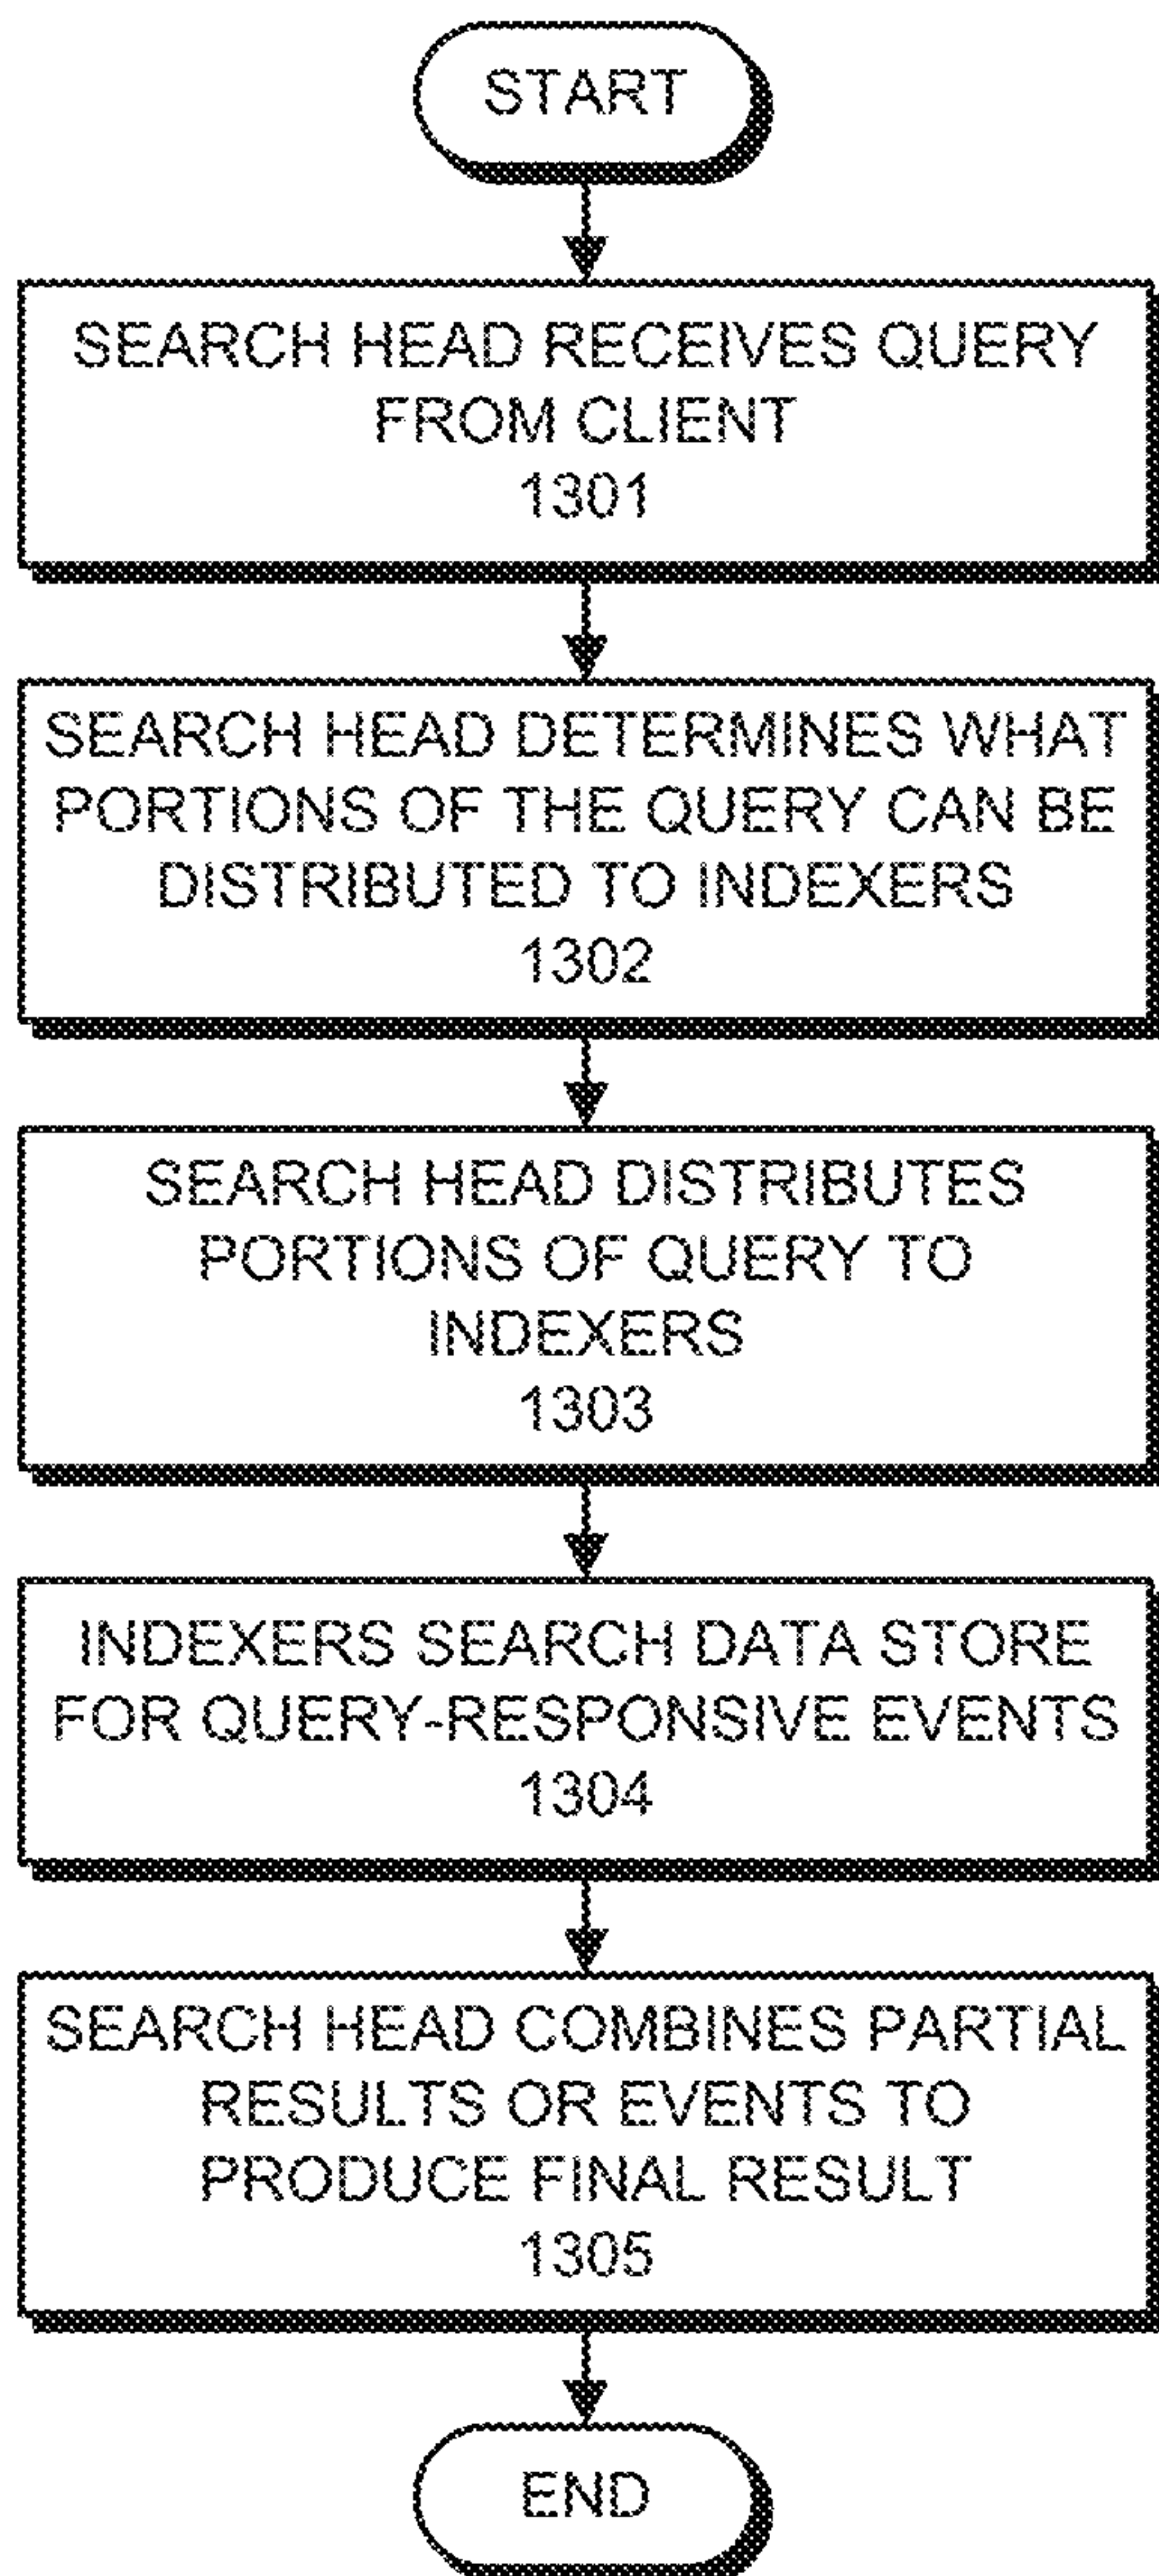 START
SEARCH HEAD RECEIVES QUERY
FROM CLIENT
1301
SEARCH HEAD DETERMINES WHAT
PORTIONS OF THE QUERY CAN BE
DISTRIBUTED TO INDEXERS
1302
SEARCH HEAD DISTRIBUTES
PORTIONS OF QUERY TO
INDEXERS
1303
INDEXERS SEARCH DATA STORE
FOR QUERY-RESPONSIVE EVENTS
1304
SEARCH HEAD COMBINES PARTIAL
RESULTS OR EVENTS TO
PRODUCE FINAL RESULT
1305
END